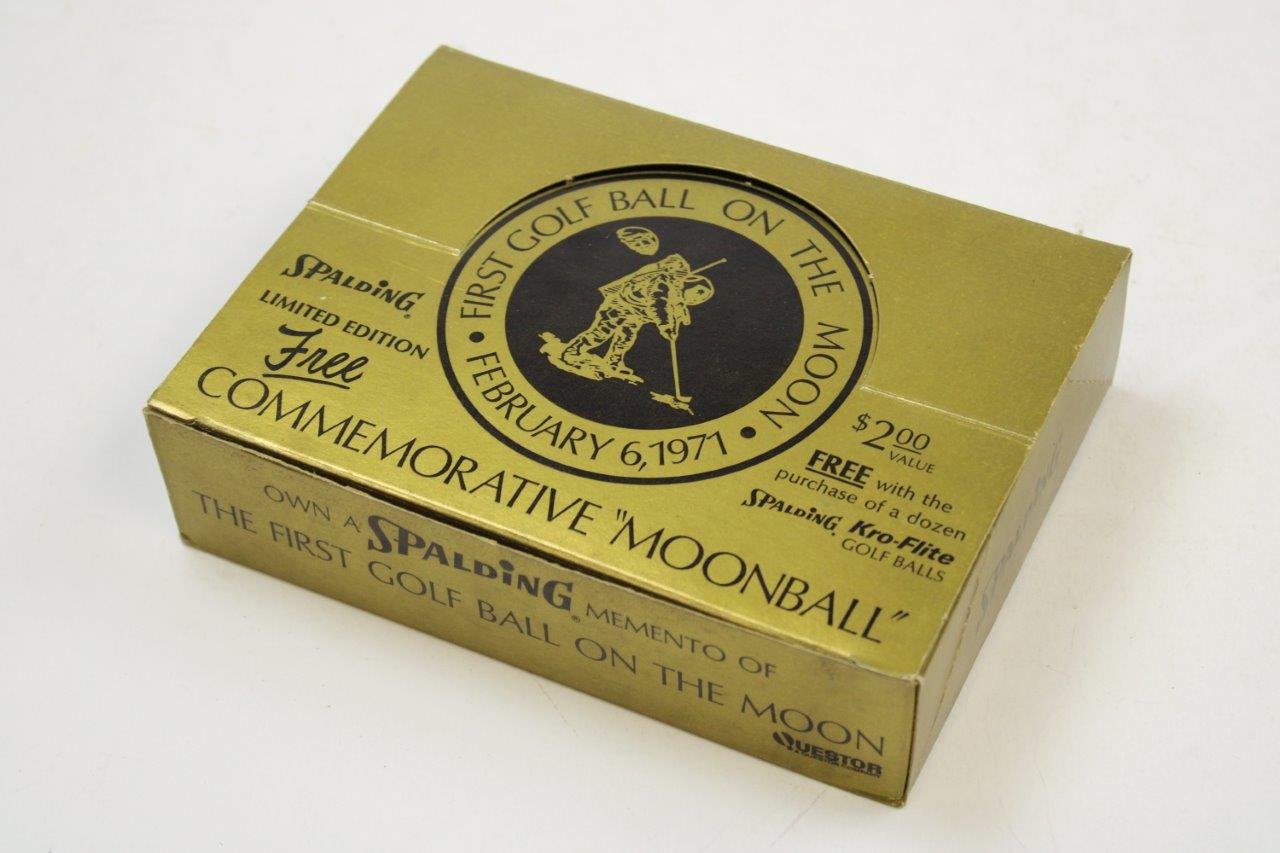 FIRST GOLF BALL ON THE MOON
• FEBRUARY 6, 1971 •
SPALDING®
LIMITED EDITION
Free
COMMEMORATIVE "MOONBALL"
$2.00
VALUE
FREE with the
purchase of a dozen
SPALDING® Kro-Flite
GOLF BALLS
OWN A SPALDING® MEMENTO OF
THE FIRST GOLF BALL ON THE MOON
QUESTOR